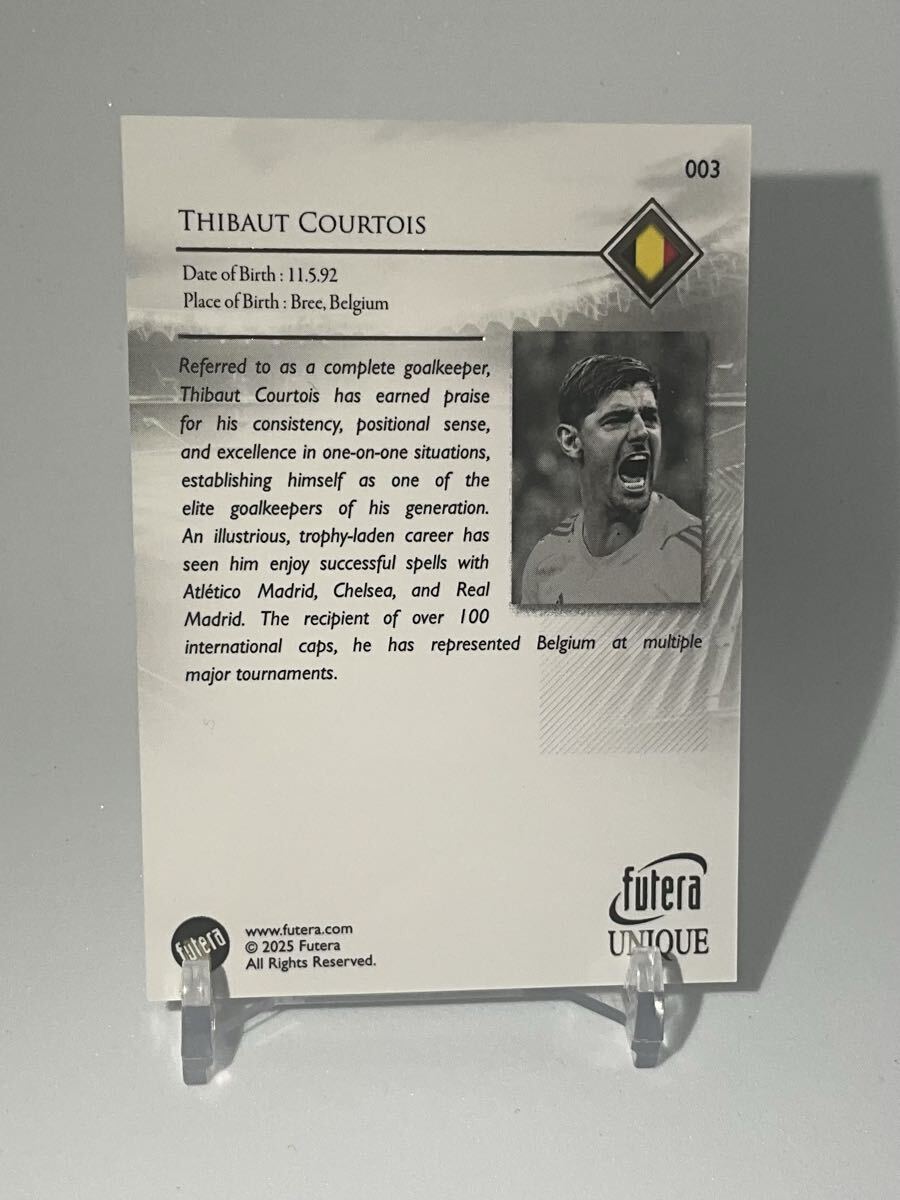 003
THIBAUT COURTOIS
Date of Birth : 11.5.92
Place of Birth : Bree, Belgium
Referred to as a complete goalkeeper,
Thibaut Courtois has earned praise
for his consistency, positional sense,
and excellence in one-on-one situations,
establishing himself as one of the
elite goalkeepers of his generation.
An illustrious, trophy-laden career has
seen him enjoy successful spells with
Atlético Madrid, Chelsea, and Real
Madrid. The recipient of over 100
international caps, he has represented Belgium at multiple
major tournaments.
futera
UNIQUE
futera
www.futera.com
© 2025 Futera
All Rights Reserved.